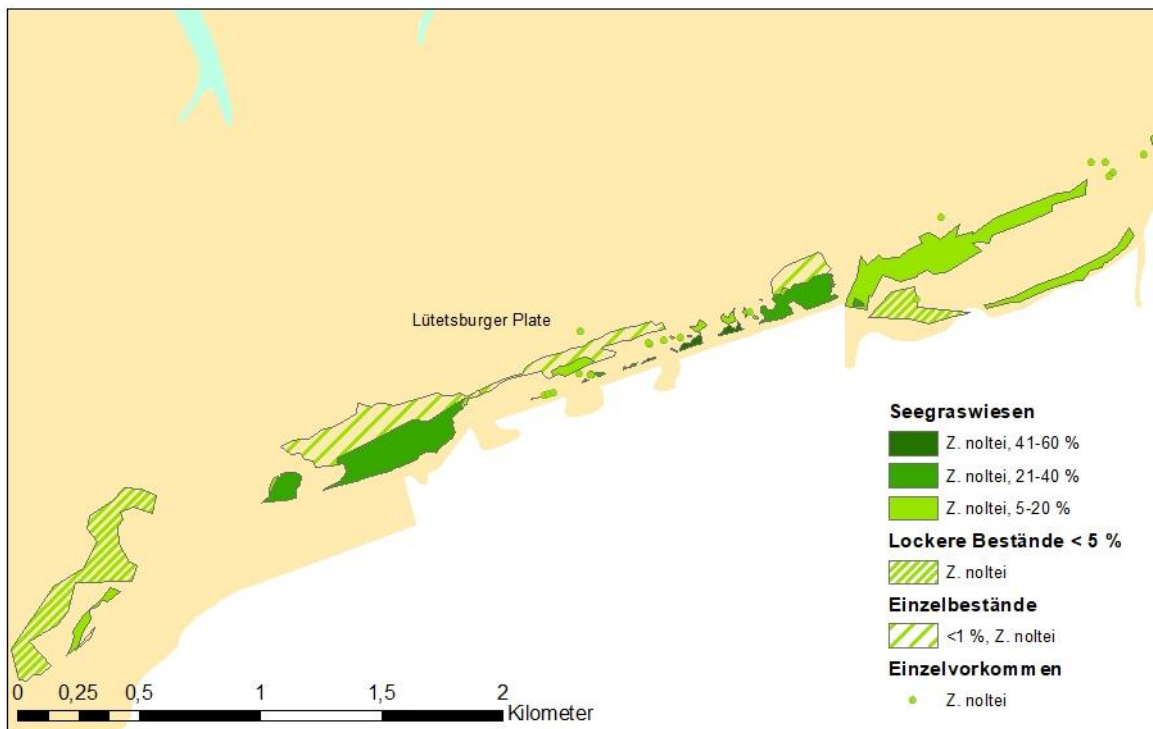 Lütetsburger Plate
Seegraswiesen
Z. noltei, 41-60 %
Z. noltei, 21-40 %
Z. noltei, 5-20 %
Lockere Bestände < 5 %
Z. noltei
Einzelbestände
<1 %, Z. noltei
Einzelvorkommen
Z. noltei
0 0,25 0,5 1 1,5 2
Kilometer